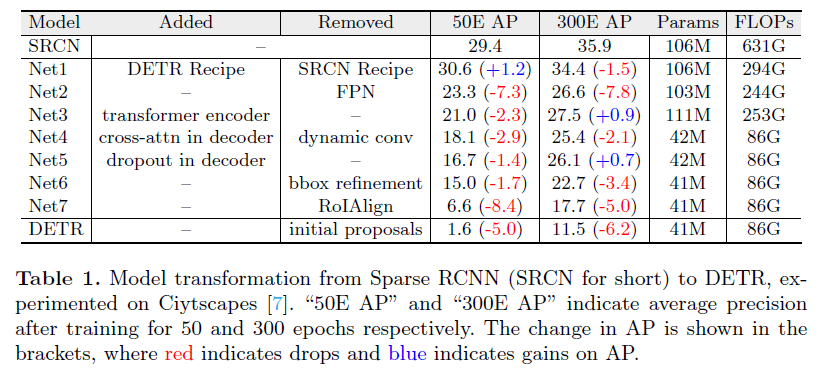 Model Added Removed 50E AP 300E AP Params FLOPs
SRCN – 29.4 35.9 106M 631G
Net1 DETR Recipe SRCN Recipe 30.6 (+1.2) 34.4 (-1.5) 106M 294G
Net2 – FPN 23.3 (-7.3) 26.6 (-7.8) 103M 244G
Net3 transformer encoder – 21.0 (-2.3) 27.5 (+0.9) 111M 253G
Net4 cross-attn in decoder dynamic conv 18.1 (-2.9) 25.4 (-2.1) 42M 86G
Net5 dropout in decoder – 16.7 (-1.4) 26.1 (+0.7) 42M 86G
Net6 – bbox refinement 15.0 (-1.7) 22.7 (-3.4) 41M 86G
Net7 – RoIAlign 6.6 (-8.4) 17.7 (-5.0) 41M 86G
DETR – initial proposals 1.6 (-5.0) 11.5 (-6.2) 41M 86G
Table 1. Model transformation from Sparse RCNN (SRCN for short) to DETR, ex-
perimented on Ciytscapes [7]. “50E AP” and “300E AP” indicate average precision
after training for 50 and 300 epochs respectively. The change in AP is shown in the
brackets, where red indicates drops and blue indicates gains on AP.